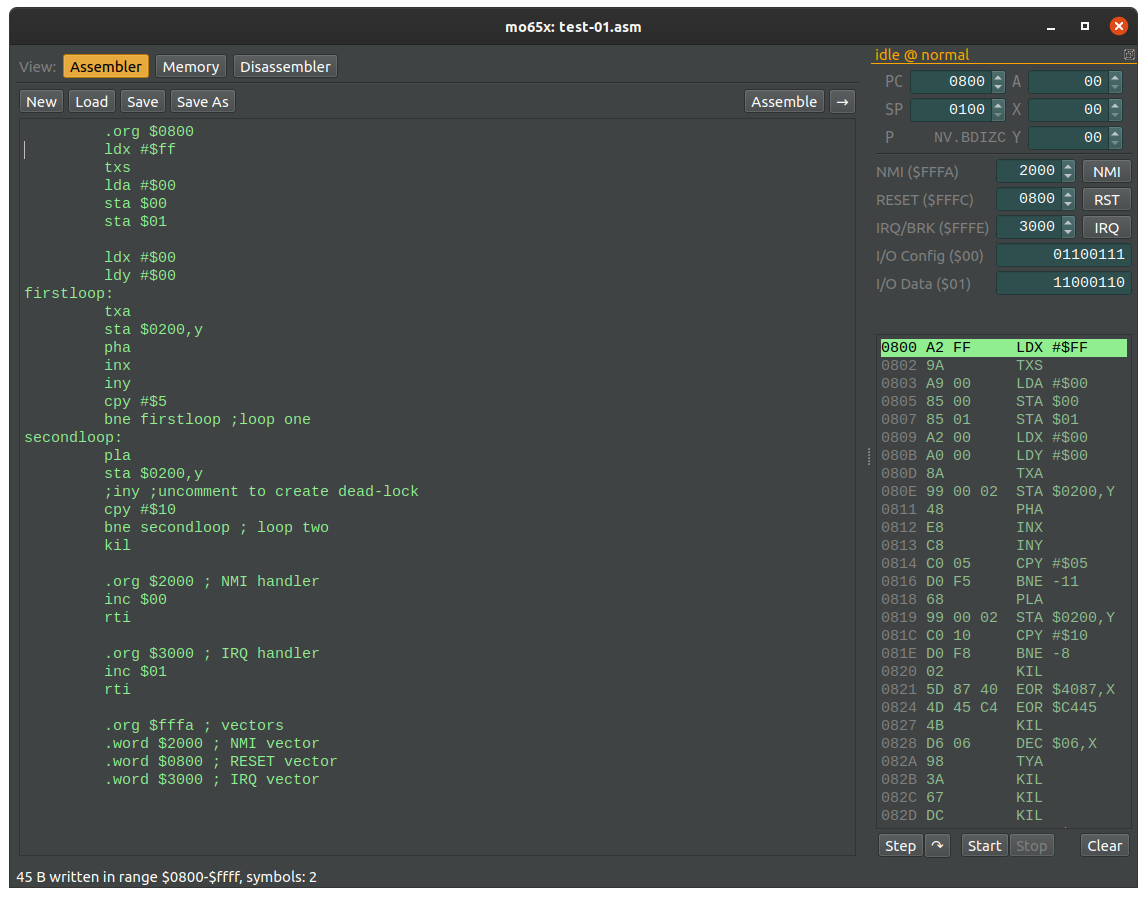 mo65x: test-01.asm
View: Assembler Memory Disassembler
New Load Save Save As Assemble →
.org $0800
ldx #$ff
txs
lda #$00
sta $00
sta $01
ldx #$00
ldy #$00
firstloop:
txa
sta $0200,y
pha
inx
iny
cpy #$5
bne firstloop ;loop one
secondloop:
pla
sta $0200,y
;iny ;uncomment to create dead-lock
cpy #$10
bne secondloop ; loop two
kil
.org $2000 ; NMI handler
inc $00
rti
.org $3000 ; IRQ handler
inc $01
rti
.org $fffa ; vectors
.word $2000 ; NMI vector
.word $0800 ; RESET vector
.word $3000 ; IRQ vector
idle @ normal
PC 0800 A 00
SP 0100 X 00
P NV.BDIZC Y 00
NMI ($FFFA) 2000 NMI
RESET ($FFFC) 0800 RST
IRQ/BRK ($FFFE) 3000 IRQ
I/O Config ($00) 01100111
I/O Data ($01) 11000110
0800 A2 FF LDX #$FF
0802 9A TXS
0803 A9 00 LDA #$00
0805 85 00 STA $00
0807 85 01 STA $01
0809 A2 00 LDX #$00
080B A0 00 LDY #$00
080D 8A TXA
080E 99 00 02 STA $0200,Y
0811 48 PHA
0812 E8 INX
0813 C8 INY
0814 C0 05 CPY #$05
0816 D0 F5 BNE -11
0818 68 PLA
0819 99 00 02 STA $0200,Y
081C C0 10 CPY #$10
081E D0 F8 BNE -8
0820 02 KIL
0821 5D 87 40 EOR $4087,X
0824 4D 45 C4 EOR $C445
0827 4B KIL
0828 D6 06 DEC $06,X
082A 98 TYA
082B 3A KIL
082C 67 KIL
082D DC KIL
Step ↷ Start Stop Clear
45 B written in range $0800-$ffff, symbols: 2